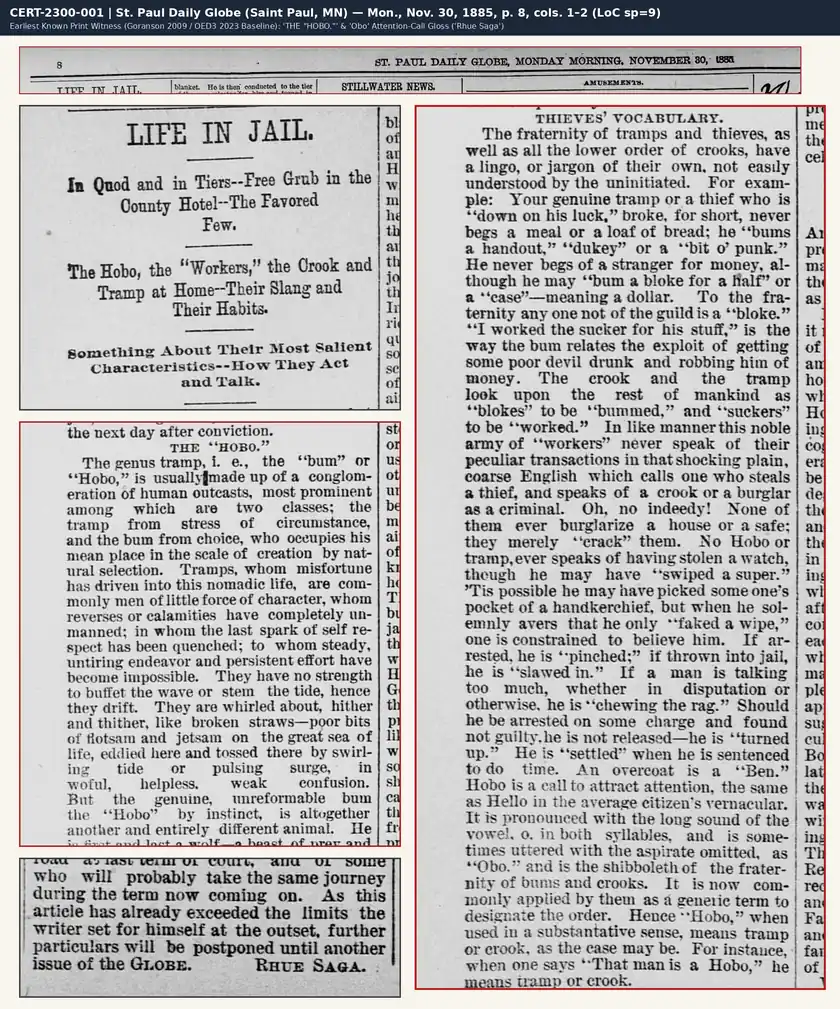 CERT-2300-001 | St. Paul Daily Globe (Saint Paul, MN) — Mon., Nov. 30, 1885, p. 8, cols. 1–2 (LoC sp=9)
Earliest Known Print Witness (Goranson 2009 / OED3 2023 Baseline): 'THE "HOBO."' & 'Obo' Attention-Call Gloss ('Rhue Saga')
8
ST. PAUL DAILY GLOBE, MONDAY MORNING, NOVEMBER 30, 1885
LIFE IN JAIL.
blanket. He is then conducted to the tier
STILLWATER NEWS.
AMUSEMENTS.
LIFE IN JAIL.
In Quod and in Tiers--Free Grub in the
County Hotel--The Favored
Few.
The Hobo, the "Workers," the Crook and
Tramp at Home--Their Slang and
Their Habits.
Something About Their Most Salient
Characteristics--How They Act
and Talk.
the next day after conviction.
THE "HOBO."
The genus tramp, i. e., the "bum" or
"Hobo," is usually made up of a conglom-
eration of human outcasts, most prominent
among which are two classes; the
tramp from stress of circumstance,
and the bum from choice, who occupies his
mean place in the scale of creation by nat-
ural selection. Tramps, whom misfortune
has driven into this nomadic life, are com-
monly men of little force of character, whom
reverses or calamities have completely un-
manned; in whom the last spark of self re-
spect has been quenched; to whom steady,
untiring endeavor and persistent effort have
become impossible. They have no strength
to buffet the wave or stem the tide, hence
they drift. They are whirled about, hither
and thither, like broken straws—poor bits
of flotsam and jetsam on the great sea of
life, eddied here and tossed there by swirl-
ing tide or pulsing surge, in
woful, helpless, weak confusion.
But the genuine, unreformable bum
the "Hobo" by instinct, is altogether
another and entirely different animal. He
is first and last a wolf—a beast of prey and
road at last term of court, and of some
who will probably take the same journey
during the term now coming on. As this
article has already exceeded the limits the
writer set for himself at the outset, further
particulars will be postponed until another
issue of the GLOBE. RHUE SAGA.
THIEVES' VOCABULARY.
The fraternity of tramps and thieves, as
well as all the lower order of crooks, have
a lingo, or jargon of their own, not easily
understood by the uninitiated. For exam-
ple: Your genuine tramp or a thief who is
"down on his luck," broke, for short, never
begs a meal or a loaf of bread; he "bums
a handout," "dukey" or a "bit o' punk."
He never begs of a stranger for money, al-
though he may "bum a bloke for a half" or
a "case"—meaning a dollar. To the fra-
ternity any one not of the guild is a "bloke."
"I worked the sucker for his stuff," is the
way the bum relates the exploit of getting
some poor devil drunk and robbing him of
money. The crook and the tramp
look upon the rest of mankind as
"blokes" to be "bummed," and "suckers"
to be "worked." In like manner this noble
army of "workers" never speak of their
peculiar transactions in that shocking plain,
coarse English which calls one who steals
a thief, and speaks of a crook or a burglar
as a criminal. Oh, no indeedy! None of
them ever burglarize a house or a safe;
they merely "crack" them. No Hobo or
tramp, ever speaks of having stolen a watch,
though he may have "swiped a super."
'Tis possible he may have picked some one's
pocket of a handkerchief, but when he sol-
emnly avers that he only "faked a wipe,"
one is constrained to believe him. If ar-
rested, he is "pinched;" if thrown into jail,
he is "slawed in." If a man is talking
too much, whether in disputation or
otherwise, he is "chewing the rag." Should
he be arrested on some charge and found
not guilty, he is not released—he is "turned
up." He is "settled" when he is sentenced
to do time. An overcoat is a "Ben."
Hobo is a call to attract attention, the same
as Hello in the average citizen's vernacular.
It is pronounced with the long sound of the
vowel, o. in both syllables, and is some-
times uttered with the aspirate omitted, as
"Obo." and is the shibboleth of the frater-
nity of bums and crooks. It is now com-
monly applied by them as a generic term to
designate the order. Hence "Hobo," when
used in a substantative sense, means tramp
or crook, as the case may be. For instance,
when one says "That man is a Hobo," he
means tramp or crook.